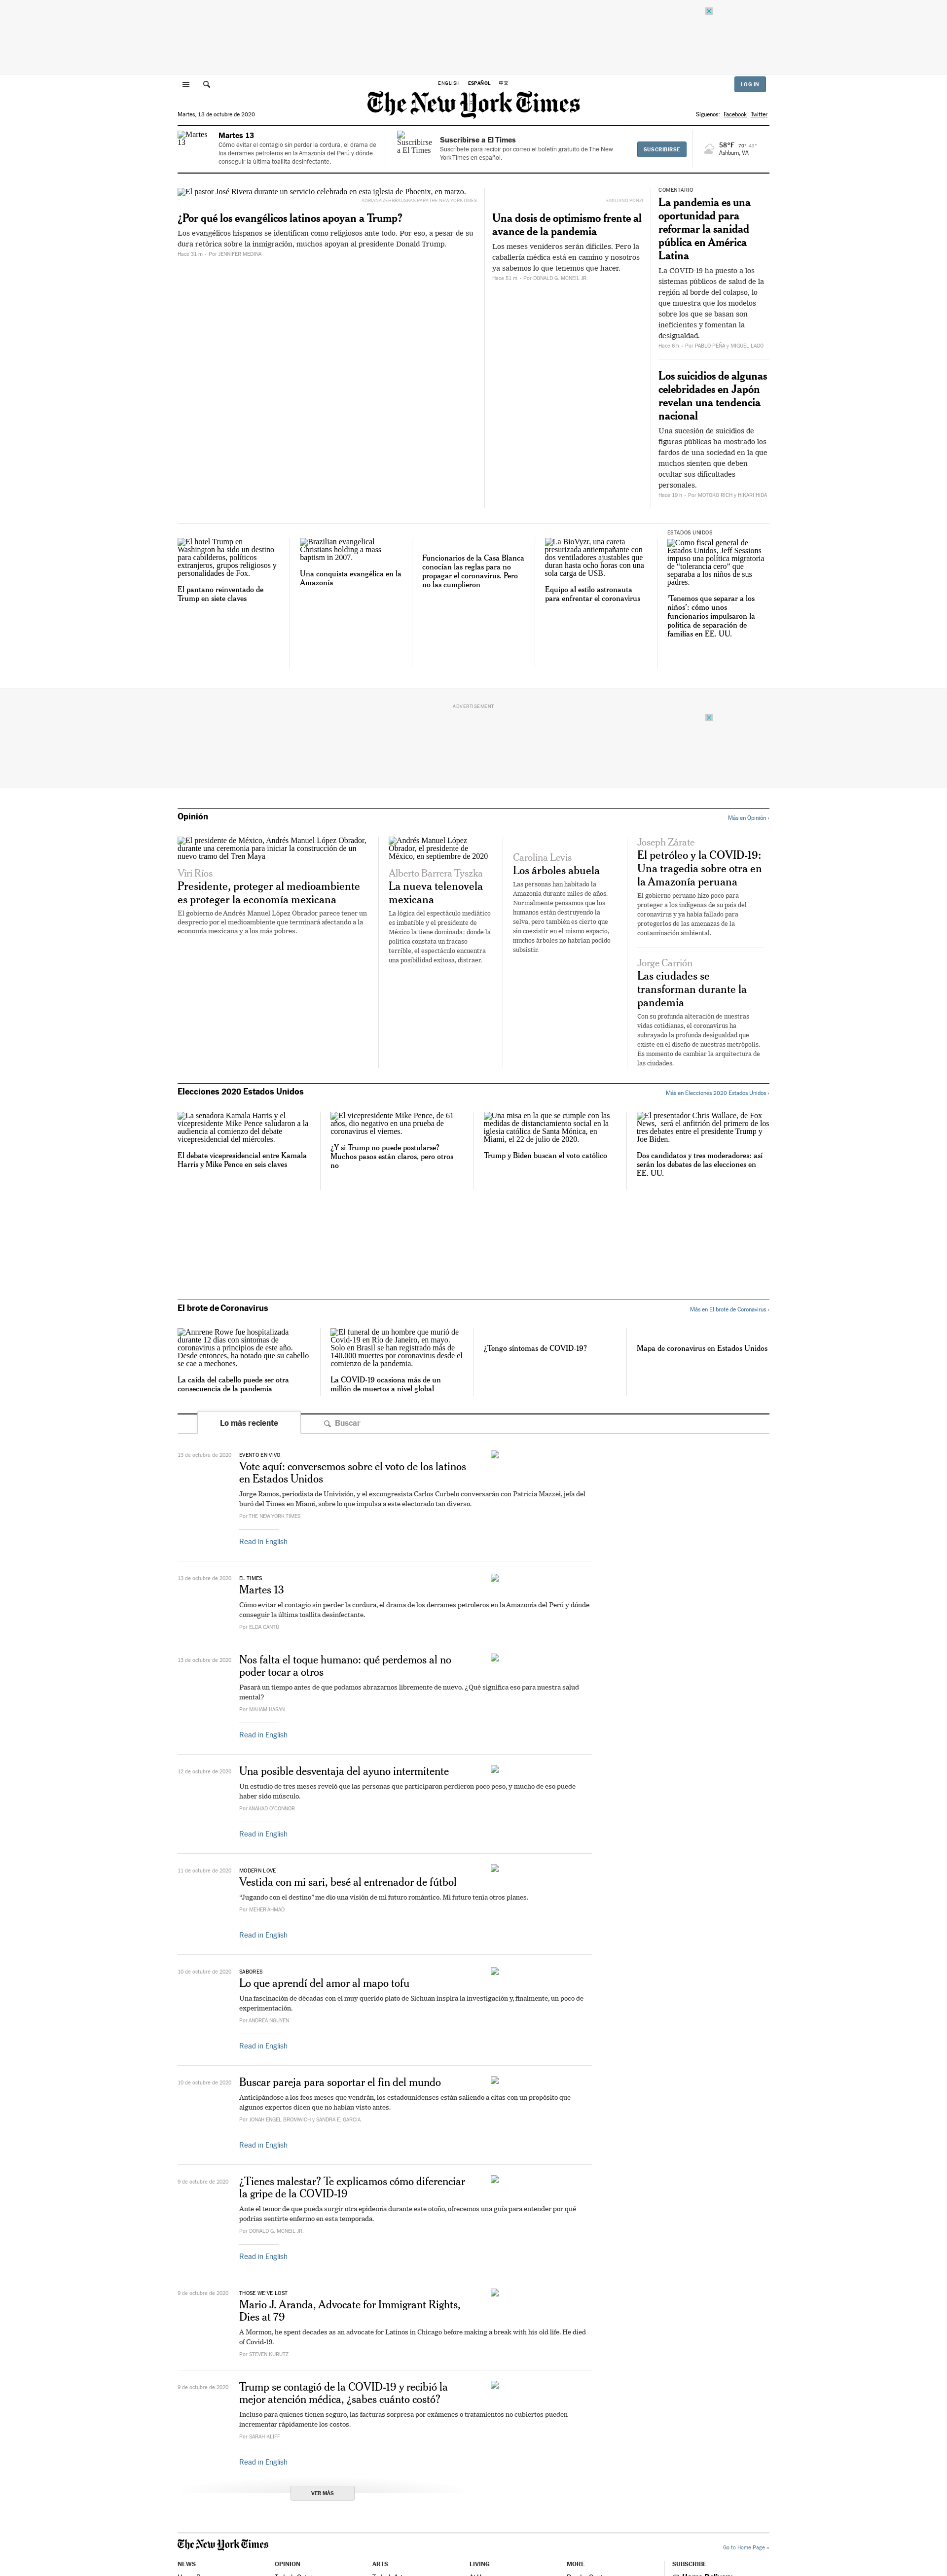 ENGLISH ESPAÑOL 中文
LOG IN
The New York Times
Martes, 13 de octubre de 2020
Síguenos: Facebook Twitter
Martes 13
Martes 13
Cómo evitar el contagio sin perder la cordura, el drama de
los derrames petroleros en la Amazonía del Perú y dónde
conseguir la última toallita desinfectante.
Suscribirse a El Times
Suscribirse a El Times
Suscríbete para recibir por correo el boletín gratuito de The New
York Times en español.
SUSCRIBIRSE
58°F 70° 43°
Ashburn, VA
El pastor José Rivera durante un servicio celebrado en esta iglesia de Phoenix, en marzo.
ADRIANA ZEHBRAUSKAS PARA THE NEW YORK TIMES
¿Por qué los evangélicos latinos apoyan a Trump?
Los evangélicos hispanos se identifican como religiosos ante todo. Por eso, a pesar de su
dura retórica sobre la inmigración, muchos apoyan al presidente Donald Trump.
Hace 31 m - Por JENNIFER MEDINA
EMILIANO PONZI
Una dosis de optimismo frente al
avance de la pandemia
Los meses venideros serán difíciles. Pero la
caballería médica está en camino y nosotros
ya sabemos lo que tenemos que hacer.
Hace 51 m - Por DONALD G. MCNEIL JR.
COMENTARIO
La pandemia es una
oportunidad para
reformar la sanidad
pública en América
Latina
La COVID-19 ha puesto a los
sistemas públicos de salud de la
región al borde del colapso, lo
que muestra que los modelos
sobre los que se basan son
ineficientes y fomentan la
desigualdad.
Hace 6 h - Por PABLO PEÑA y MIGUEL LAGO
Los suicidios de algunas
celebridades en Japón
revelan una tendencia
nacional
Una sucesión de suicidios de
figuras públicas ha mostrado los
fardos de una sociedad en la que
muchos sienten que deben
ocultar sus dificultades
personales.
Hace 19 h - Por MOTOKO RICH y HIKARI HIDA
El hotel Trump en
Washington ha sido un destino
para cabilderos, políticos
extranjeros, grupos religiosos y
personalidades de Fox.
El pantano reinventado de
Trump en siete claves
Brazilian evangelical
Christians holding a mass
baptism in 2007.
Una conquista evangélica en la
Amazonía
Funcionarios de la Casa Blanca
conocían las reglas para no
propagar el coronavirus. Pero
no las cumplieron
La BioVyzr, una careta
presurizada antiempañante con
dos ventiladores ajustables que
duran hasta ocho horas con una
sola carga de USB.
Equipo al estilo astronauta
para enfrentar el coronavirus
ESTADOS UNIDOS
Como fiscal general de
Estados Unidos, Jeff Sessions
impuso una política migratoria
de “tolerancia cero” que
separaba a los niños de sus
padres.
‘Tenemos que separar a los
niños’: cómo unos
funcionarios impulsaron la
política de separación de
familias en EE. UU.
ADVERTISEMENT
Opinión
Más en Opinión ›
El presidente de México, Andrés Manuel López Obrador,
durante una ceremonia para iniciar la construcción de un
nuevo tramo del Tren Maya
Viri Ríos
Presidente, proteger al medioambiente
es proteger la economía mexicana
El gobierno de Andrés Manuel López Obrador parece tener un
desprecio por el medioambiente que terminará afectando a la
economía mexicana y a los más pobres.
Andrés Manuel López
Obrador, el presidente de
México, en septiembre de 2020
Alberto Barrera Tyszka
La nueva telenovela
mexicana
La lógica del espectáculo mediático
es imbatible y el presidente de
México la tiene dominada: donde la
política constata un fracaso
terrible, el espectáculo encuentra
una posibilidad exitosa, distraer.
Carolina Levis
Los árboles abuela
Las personas han habitado la
Amazonía durante miles de años.
Normalmente pensamos que los
humanos están destruyendo la
selva, pero también es cierto que
sin coexistir en el mismo espacio,
muchos árboles no habrían podido
subsistir.
Joseph Zárate
El petróleo y la COVID-19:
Una tragedia sobre otra en
la Amazonía peruana
El gobierno peruano hizo poco para
proteger a los indígenas de su país del
coronavirus y ya había fallado para
protegerlos de las amenazas de la
contaminación ambiental.
Jorge Carrión
Las ciudades se
transforman durante la
pandemia
Con su profunda alteración de nuestras
vidas cotidianas, el coronavirus ha
subrayado la profunda desigualdad que
existe en el diseño de nuestras metrópolis.
Es momento de cambiar la arquitectura de
las ciudades.
Elecciones 2020 Estados Unidos
Más en Elecciones 2020 Estados Unidos ›
La senadora Kamala Harris y el
vicepresidente Mike Pence saludaron a la
audiencia al comienzo del debate
vicepresidencial del miércoles.
El debate vicepresidencial entre Kamala
Harris y Mike Pence en seis claves
El vicepresidente Mike Pence, de 61
años, dio negativo en una prueba de
coronavirus el viernes.
¿Y si Trump no puede postularse?
Muchos pasos están claros, pero otros
no
Una misa en la que se cumple con las
medidas de distanciamiento social en la
iglesia católica de Santa Mónica, en
Miami, el 22 de julio de 2020.
Trump y Biden buscan el voto católico
El presentador Chris Wallace, de Fox
News, será el anfitrión del primero de los
tres debates entre el presidente Trump y
Joe Biden.
Dos candidatos y tres moderadores: así
serán los debates de las elecciones en
EE. UU.
El brote de Coronavirus
Más en El brote de Coronavirus ›
Annrene Rowe fue hospitalizada
durante 12 días con síntomas de
coronavirus a principios de este año.
Desde entonces, ha notado que su cabello
se cae a mechones.
La caída del cabello puede ser otra
consecuencia de la pandemia
El funeral de un hombre que murió de
Covid-19 en Río de Janeiro, en mayo.
Solo en Brasil se han registrado más de
140.000 muertes por coronavirus desde el
comienzo de la pandemia.
La COVID-19 ocasiona más de un
millón de muertos a nivel global
¿Tengo síntomas de COVID-19?
Mapa de coronavirus en Estados Unidos
Lo más reciente
Buscar
13 de octubre de 2020
EVENTO EN VIVO
Vote aquí: conversemos sobre el voto de los latinos
en Estados Unidos
Jorge Ramos, periodista de Univisión, y el excongresista Carlos Curbelo conversarán con Patricia Mazzei, jefa del
buró del Times en Miami, sobre lo que impulsa a este electorado tan diverso.
Por THE NEW YORK TIMES
Read in English
13 de octubre de 2020
EL TIMES
Martes 13
Cómo evitar el contagio sin perder la cordura, el drama de los derrames petroleros en la Amazonía del Perú y dónde
conseguir la última toallita desinfectante.
Por ELDA CANTÚ
13 de octubre de 2020
Nos falta el toque humano: qué perdemos al no
poder tocar a otros
Pasará un tiempo antes de que podamos abrazarnos libremente de nuevo. ¿Qué significa eso para nuestra salud
mental?
Por MAHAM HASAN
Read in English
12 de octubre de 2020
Una posible desventaja del ayuno intermitente
Un estudio de tres meses reveló que las personas que participaron perdieron poco peso, y mucho de eso puede
haber sido músculo.
Por ANAHAD O'CONNOR
Read in English
11 de octubre de 2020
MODERN LOVE
Vestida con mi sari, besé al entrenador de fútbol
“Jugando con el destino” me dio una visión de mi futuro romántico. Mi futuro tenía otros planes.
Por MEHER AHMAD
Read in English
10 de octubre de 2020
SABORES
Lo que aprendí del amor al mapo tofu
Una fascinación de décadas con el muy querido plato de Sichuan inspira la investigación y, finalmente, un poco de
experimentación.
Por ANDREA NGUYEN
Read in English
10 de octubre de 2020
Buscar pareja para soportar el fin del mundo
Anticipándose a los feos meses que vendrán, los estadounidenses están saliendo a citas con un propósito que
algunos expertos dicen que no habían visto antes.
Por JONAH ENGEL BROMWICH y SANDRA E. GARCIA
Read in English
9 de octubre de 2020
¿Tienes malestar? Te explicamos cómo diferenciar
la gripe de la COVID-19
Ante el temor de que pueda surgir otra epidemia durante este otoño, ofrecemos una guía para entender por qué
podrías sentirte enfermo en esta temporada.
Por DONALD G. MCNEIL JR.
Read in English
9 de octubre de 2020
THOSE WE'VE LOST
Mario J. Aranda, Advocate for Immigrant Rights,
Dies at 79
A Mormon, he spent decades as an advocate for Latinos in Chicago before making a break with his old life. He died
of Covid-19.
Por STEVEN KURUTZ
9 de octubre de 2020
Trump se contagió de la COVID-19 y recibió la
mejor atención médica, ¿sabes cuánto costó?
Incluso para quienes tienen seguro, las facturas sorpresa por exámenes o tratamientos no cubiertos pueden
incrementar rápidamente los costos.
Por SARAH KLIFF
Read in English
VER MÁS
The New York Times
Go to Home Page »
NEWS OPINION ARTS LIVING MORE SUBSCRIBE